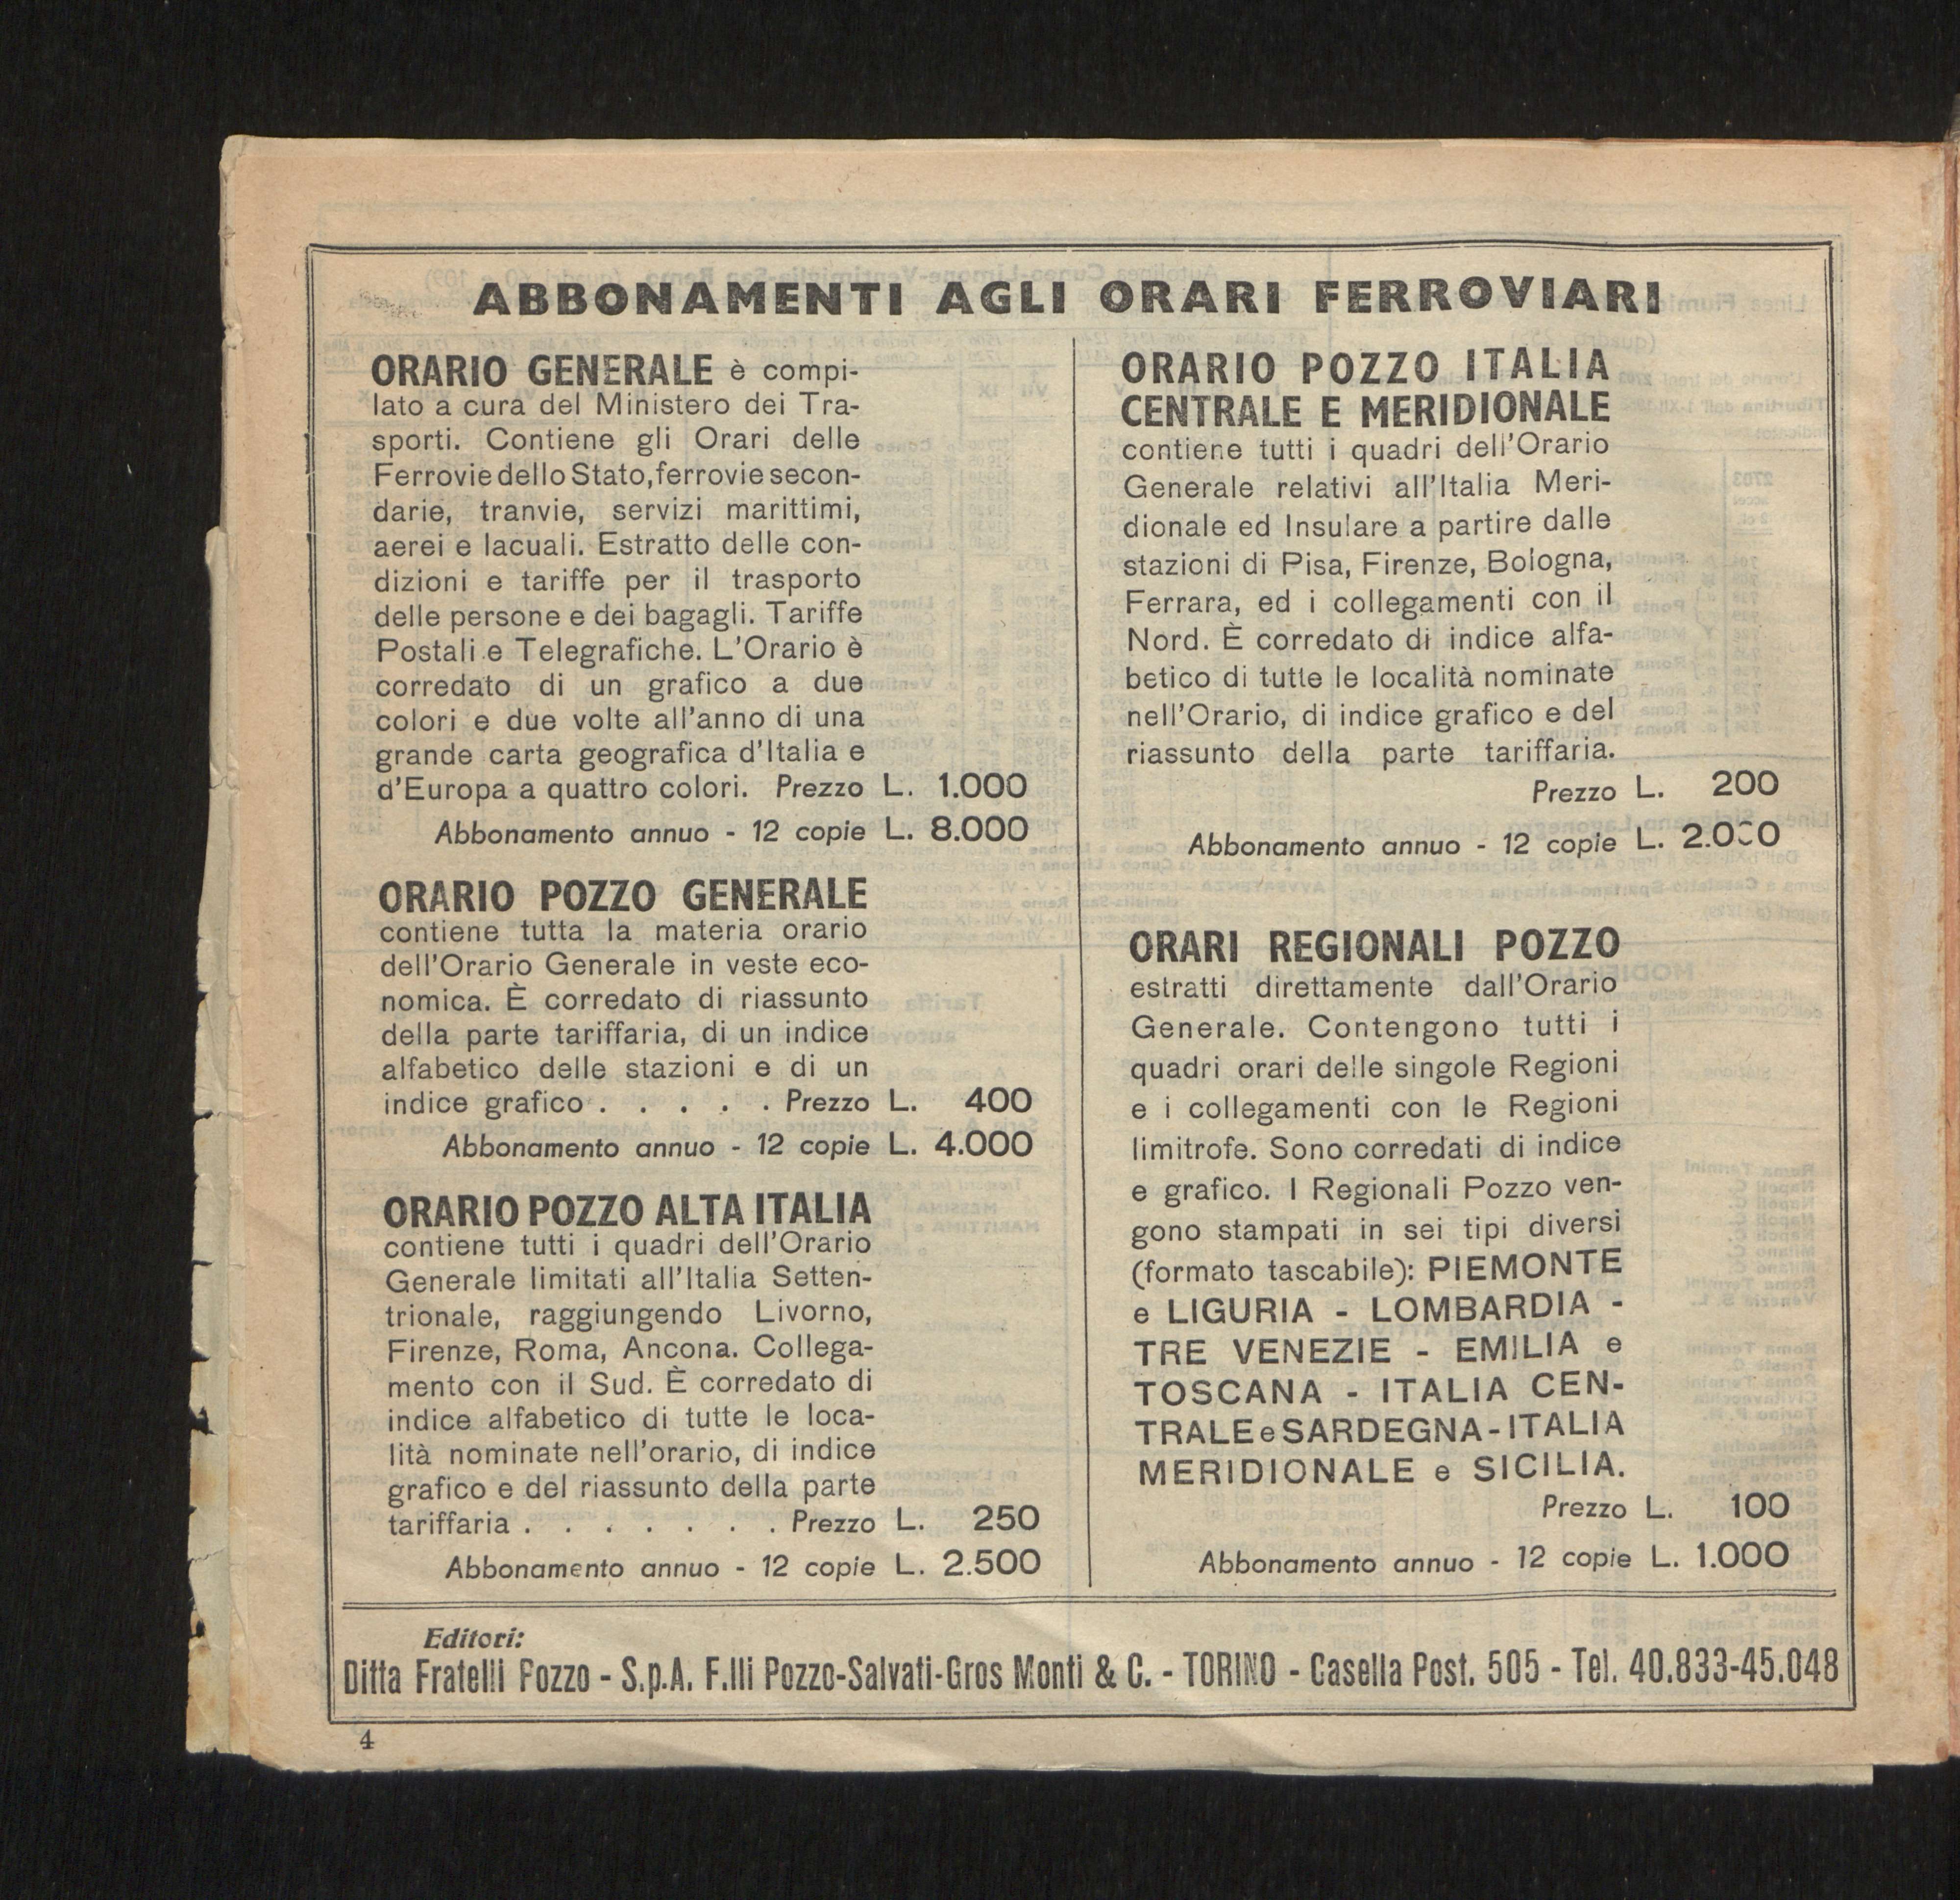 ABBONAMENTI AGLI ORARI FERROVIARI
ORARIO GENERALE è compi-
lato a cura del Ministero dei Tra-
sporti. Contiene gli Orari delle
Ferrovie dello Stato, ferrovie secon-
darie, tranvie, servizi marittimi,
aerei e lacuali. Estratto delle con-
dizioni e tariffe per il trasporto
delle persone e dei bagagli. Tariffe
Postali e Telegrafiche. L'Orario è
corredato di un grafico a due
colori e due volte all'anno di una
grande carta geografica d'Italia e
d'Europa a quattro colori. Prezzo L. 1.000
Abbonamento annuo - 12 copie L. 8.000
ORARIO POZZO GENERALE
contiene tutta la materia orario
dell'Orario Generale in veste eco-
nomica. È corredato di riassunto
della parte tariffaria, di un indice
alfabetico delle stazioni e di un
indice grafico . . . . . Prezzo L. 400
Abbonamento annuo - 12 copie L. 4.000
ORARIO POZZO ALTA ITALIA
contiene tutti i quadri dell'Orario
Generale limitati all'Italia Setten-
trionale, raggiungendo Livorno,
Firenze, Roma, Ancona. Collega-
mento con il Sud. È corredato di
indice alfabetico di tutte le loca-
lità nominate nell'orario, di indice
grafico e del riassunto della parte
tariffaria . . . . . . . Prezzo L. 250
Abbonamento annuo - 12 copie L. 2.500
ORARIO POZZO ITALIA
CENTRALE E MERIDIONALE
contiene tutti i quadri dell'Orario
Generale relativi all'Italia Meri-
dionale ed Insulare a partire dalle
stazioni di Pisa, Firenze, Bologna,
Ferrara, ed i collegamenti con il
Nord. È corredato di indice alfa-
betico di tutte le località nominate
nell'Orario, di indice grafico e del
riassunto della parte tariffaria.
Prezzo L. 200
Abbonamento annuo - 12 copie L. 2.000
ORARI REGIONALI POZZO
estratti direttamente dall'Orario
Generale. Contengono tutti i
quadri orari delle singole Regioni
e i collegamenti con le Regioni
limitrofe. Sono corredati di indice
e grafico. I Regionali Pozzo ven-
gono stampati in sei tipi diversi
(formato tascabile): PIEMONTE
e LIGURIA - LOMBARDIA -
TRE VENEZIE - EMILIA e
TOSCANA - ITALIA CEN-
TRALE e SARDEGNA - ITALIA
MERIDIONALE e SICILIA.
Prezzo L. 100
Abbonamento annuo - 12 copie L. 1.000
Editori:
Ditta Fratelli Pozzo - S.p.A. F.lli Pozzo-Salvati-Gros Monti & C. - TORINO - Casella Post. 505 - Tel. 40.833-45.048
4